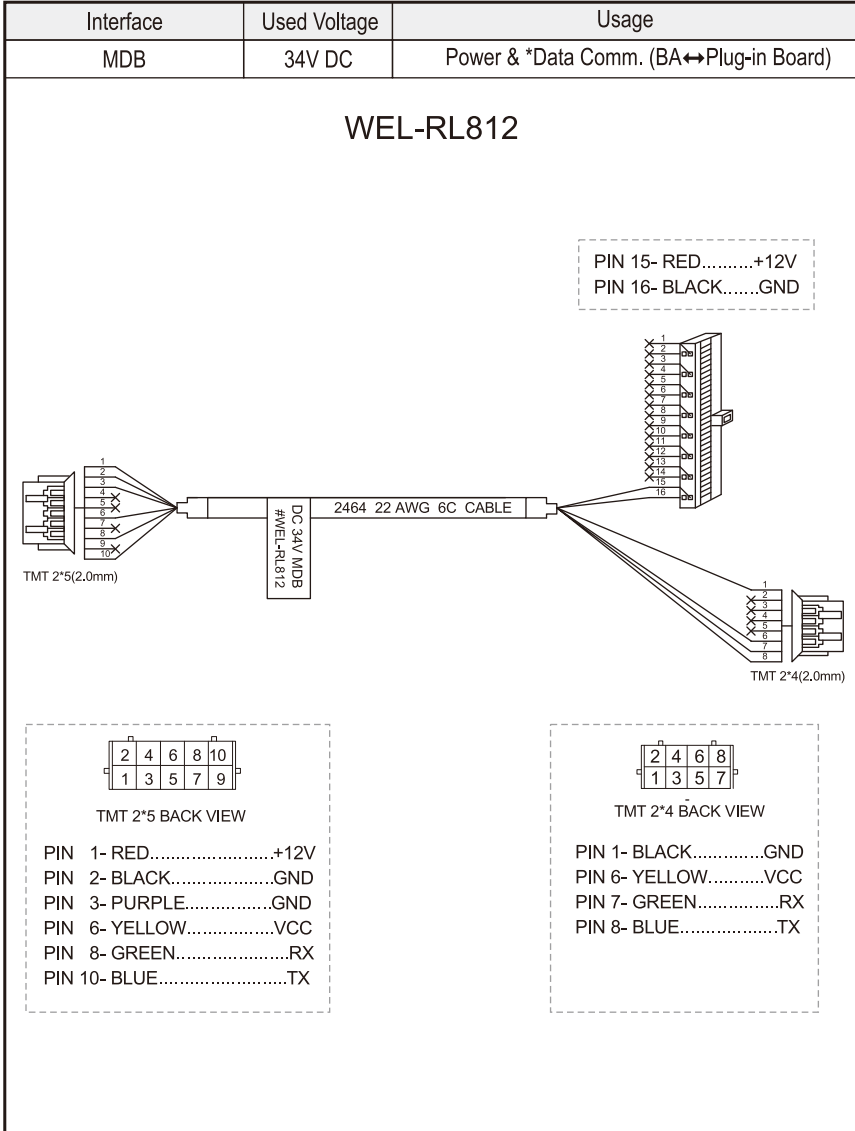 Interface Used Voltage Usage
MDB 34V DC Power & *Data Comm. (BA↔Plug-in Board)
WEL-RL812
PIN 15- RED..........+12V
PIN 16- BLACK.......GND
1
2
3
4
5
6
7
8
9
10
11
12
13
14
15
16
1
2
3
4
5
6
7
8
9
10
TMT 2*5(2.0mm)
DC 34V MDB
#WEL-RL812
2464 22 AWG 6C CABLE
1
2
3
4
5
6
7
8
TMT 2*4(2.0mm)
2 4 6 8 10
1 3 5 7 9
TMT 2*5 BACK VIEW
PIN 1- RED.......................+12V
PIN 2- BLACK...................GND
PIN 3- PURPLE.................GND
PIN 6- YELLOW................VCC
PIN 8- GREEN.....................RX
PIN 10- BLUE........................TX
2 4 6 8
1 3 5 7
TMT 2*4 BACK VIEW
PIN 1- BLACK.............GND
PIN 6- YELLOW..........VCC
PIN 7- GREEN...............RX
PIN 8- BLUE...................TX